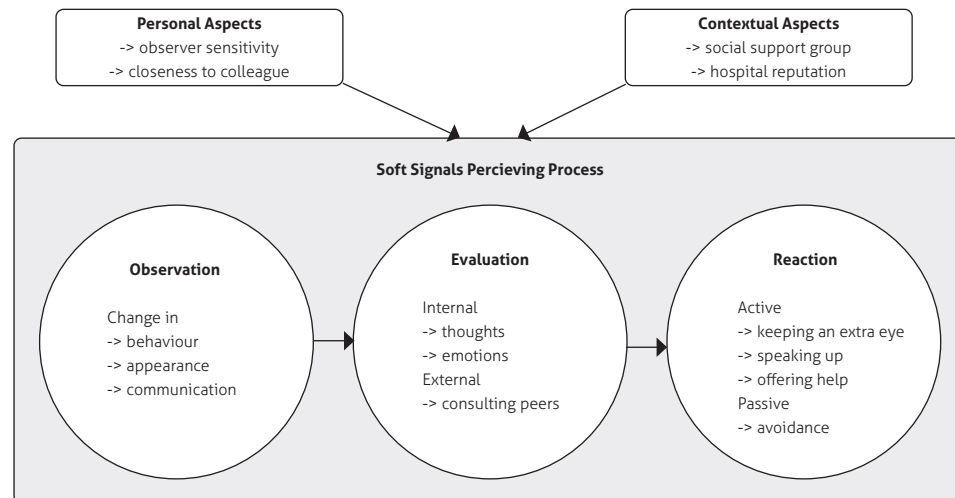 Personal Aspects
-> observer sensitivity
-> closeness to colleague
Contextual Aspects
-> social support group
-> hospital reputation
Soft Signals Percieving Process
Observation
Change in
-> behaviour
-> appearance
-> communication
Evaluation
Internal
-> thoughts
-> emotions
External
-> consulting peers
Reaction
Active
-> keeping an extra eye
-> speaking up
-> offering help
Passive
-> avoidance